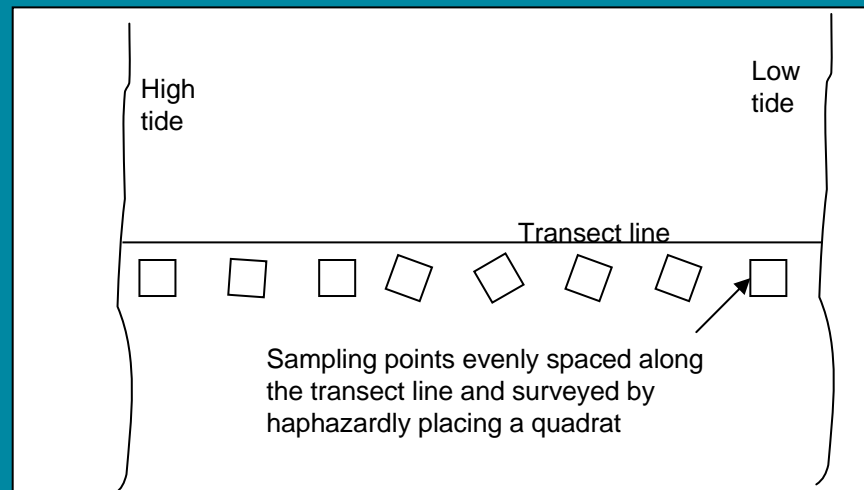 High
tide
Low
tide
Transect line
Sampling points evenly spaced along
the transect line and surveyed by
haphazardly placing a quadrat